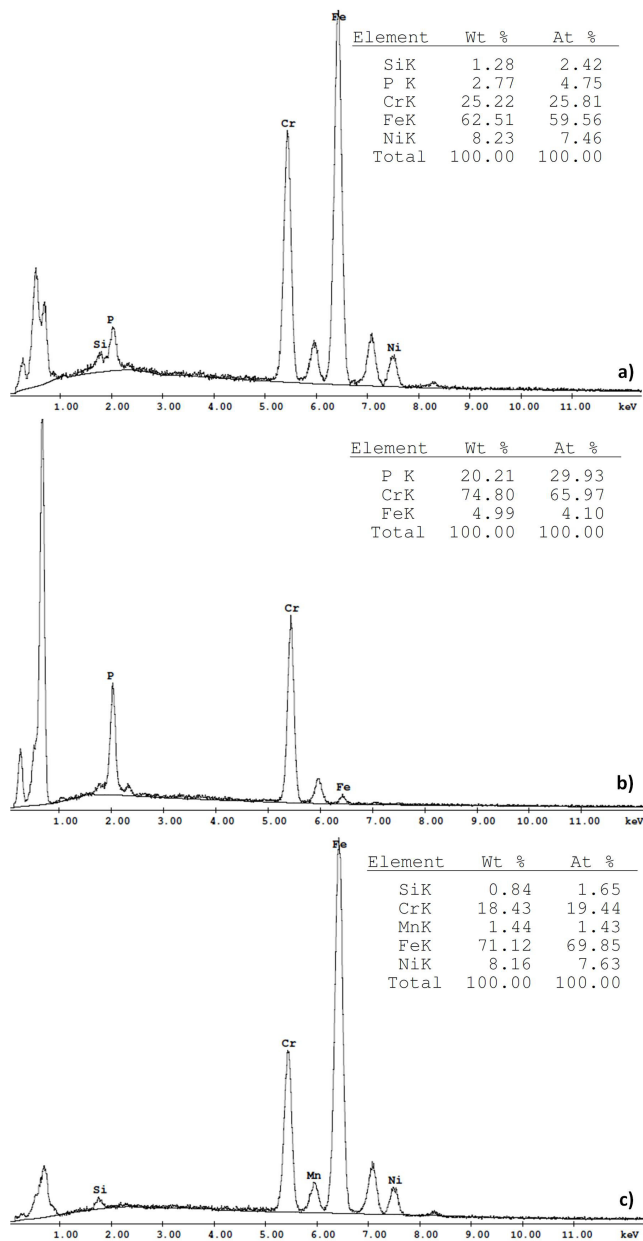 Fe
Element Wt % At %
SiK 1.28 2.42
P K 2.77 4.75
CrK 25.22 25.81
FeK 62.51 59.56
NiK 8.23 7.46
Total 100.00 100.00
Cr
P
Si
Ni
a)
1.00 2.00 3.00 4.00 5.00 6.00 7.00 8.00 9.00 10.00 11.00 keV
Element Wt % At %
P K 20.21 29.93
CrK 74.80 65.97
FeK 4.99 4.10
Total 100.00 100.00
Cr
P
Fe
b)
1.00 2.00 3.00 4.00 5.00 6.00 7.00 8.00 9.00 10.00 11.00 keV
Fe
Element Wt % At %
SiK 0.84 1.65
CrK 18.43 19.44
MnK 1.44 1.43
FeK 71.12 69.85
NiK 8.16 7.63
Total 100.00 100.00
Cr
Mn
Si
Ni
c)
1.00 2.00 3.00 4.00 5.00 6.00 7.00 8.00 9.00 10.00 11.00 keV